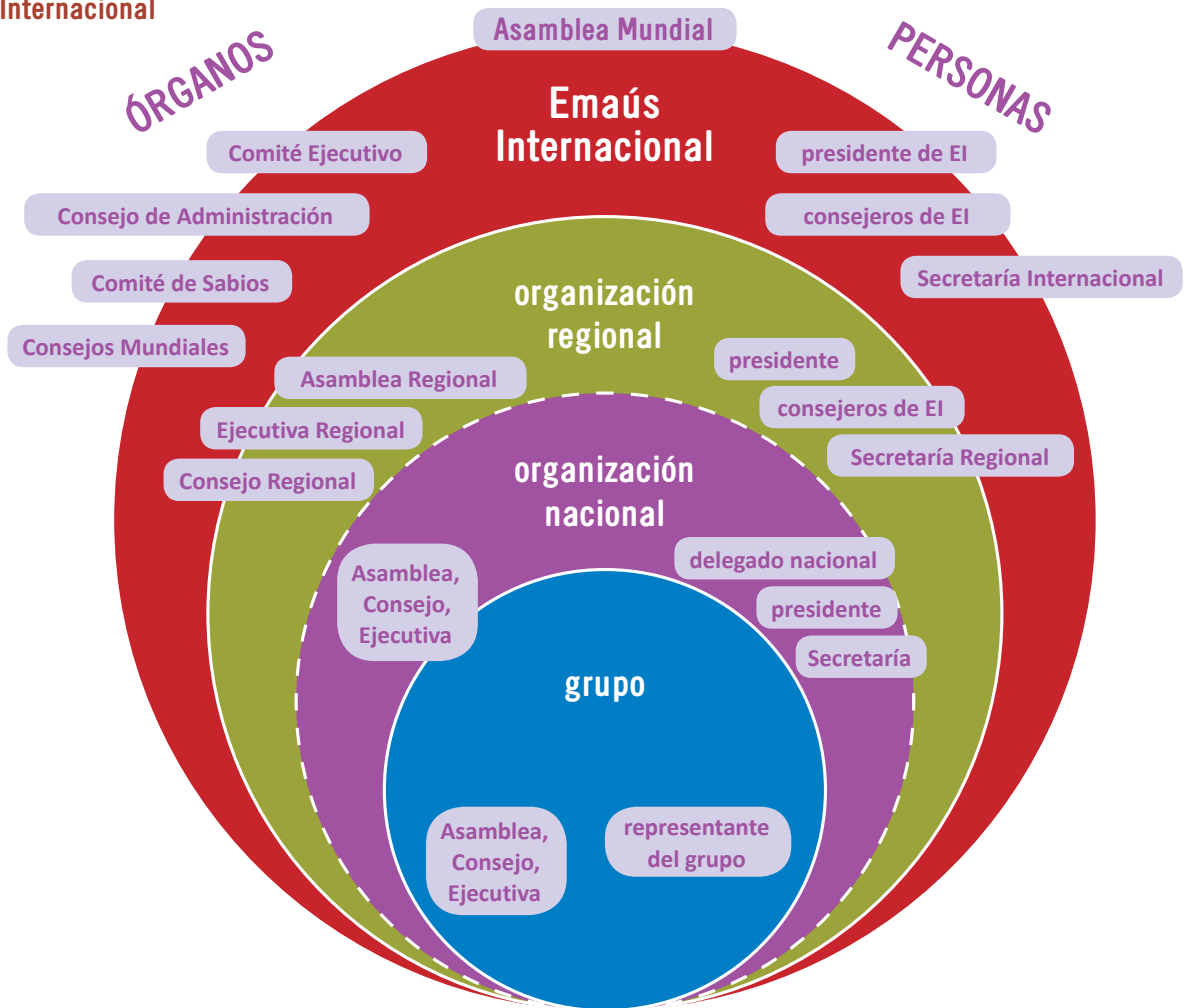 Internacional
Asamblea Mundial
ÓRGANOS
PERSONAS
Emaús
Internacional
Comité Ejecutivo
presidente de EI
Consejo de Administración
consejeros de EI
Comité de Sabios
Secretaría Internacional
Consejos Mundiales
organización
regional
Asamblea Regional
presidente
Ejecutiva Regional
consejeros de EI
Consejo Regional
Secretaría Regional
organización
nacional
Asamblea,
Consejo,
Ejecutiva
delegado nacional
presidente
Secretaría
grupo
Asamblea,
Consejo,
Ejecutiva
representante
del grupo